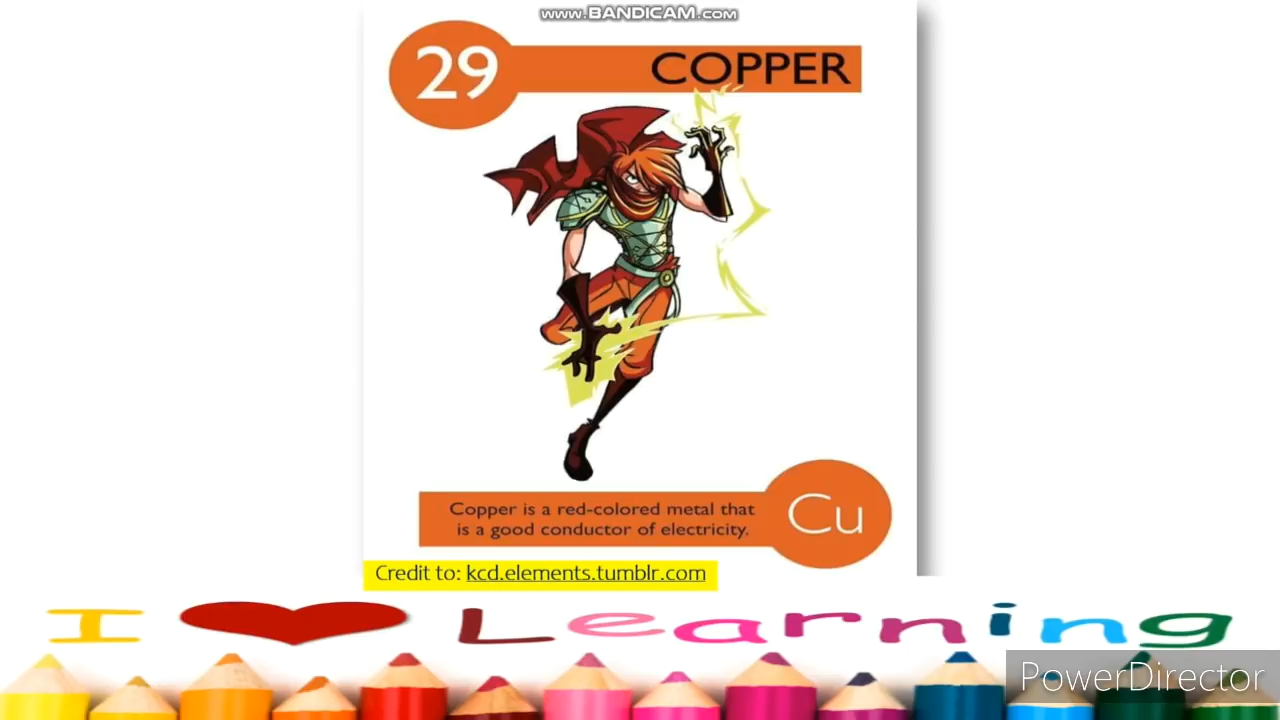 www.BANDICAM.com
29
COPPER
Copper is a red-colored metal that
is a good conductor of electricity.
Cu
Credit to: kcd.elements.tumblr.com
I Learning
PowerDirector